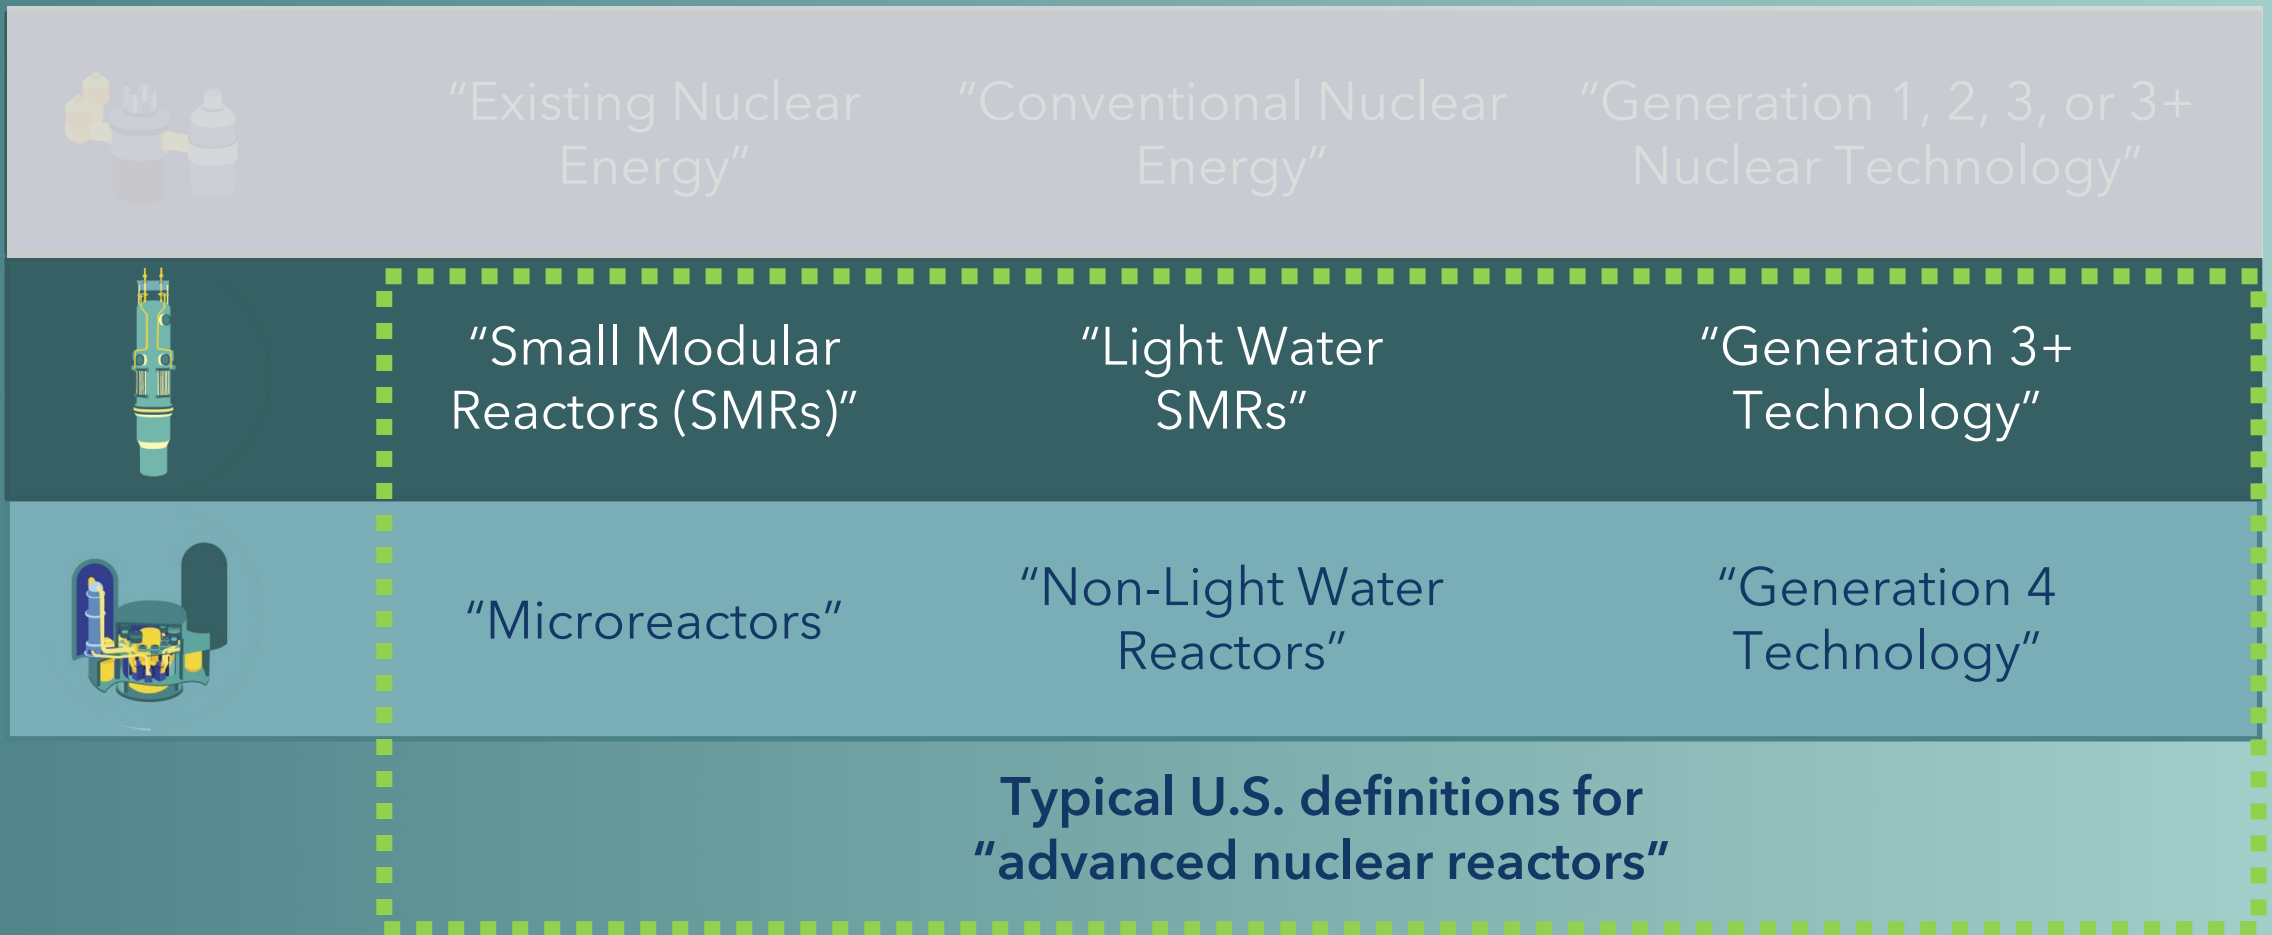 “Existing Nuclear
Energy”
“Conventional Nuclear
Energy”
“Generation 1, 2, 3, or 3+
Nuclear Technology”
“Small Modular
Reactors (SMRs)”
“Light Water
SMRs”
“Generation 3+
Technology”
“Microreactors”
“Non-Light Water
Reactors”
“Generation 4
Technology”
Typical U.S. definitions for
“advanced nuclear reactors”